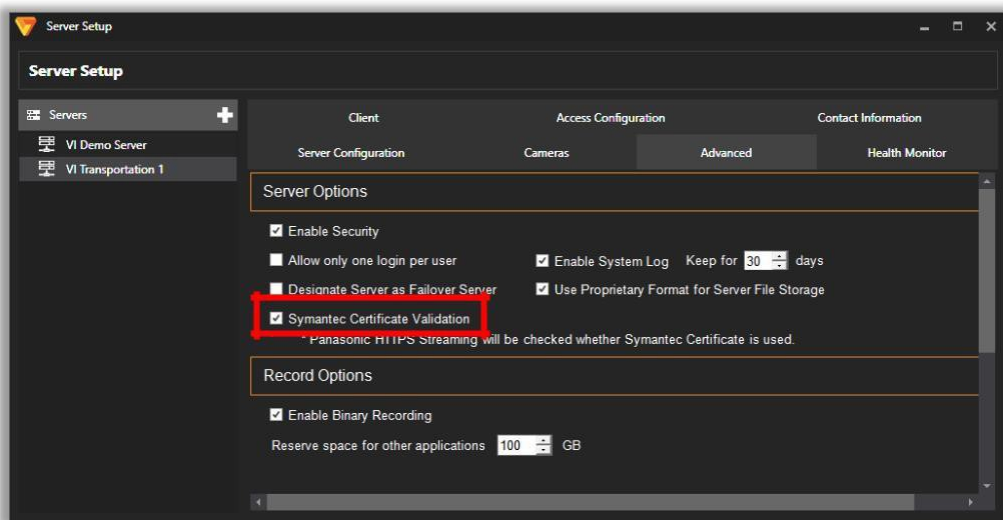 Server Setup
Server Setup
Servers
VI Demo Server
VI Transportation 1
Client Access Configuration Contact Information
Server Configuration Cameras Advanced Health Monitor
Server Options
Enable Security
Allow only one login per user Enable System Log Keep for 30 days
Designate Server as Failover Server Use Proprietary Format for Server File Storage
Symantec Certificate Validation
* Panasonic HTTPS Streaming will be checked whether Symantec Certificate is used.
Record Options
Enable Binary Recording
Reserve space for other applications 100 GB